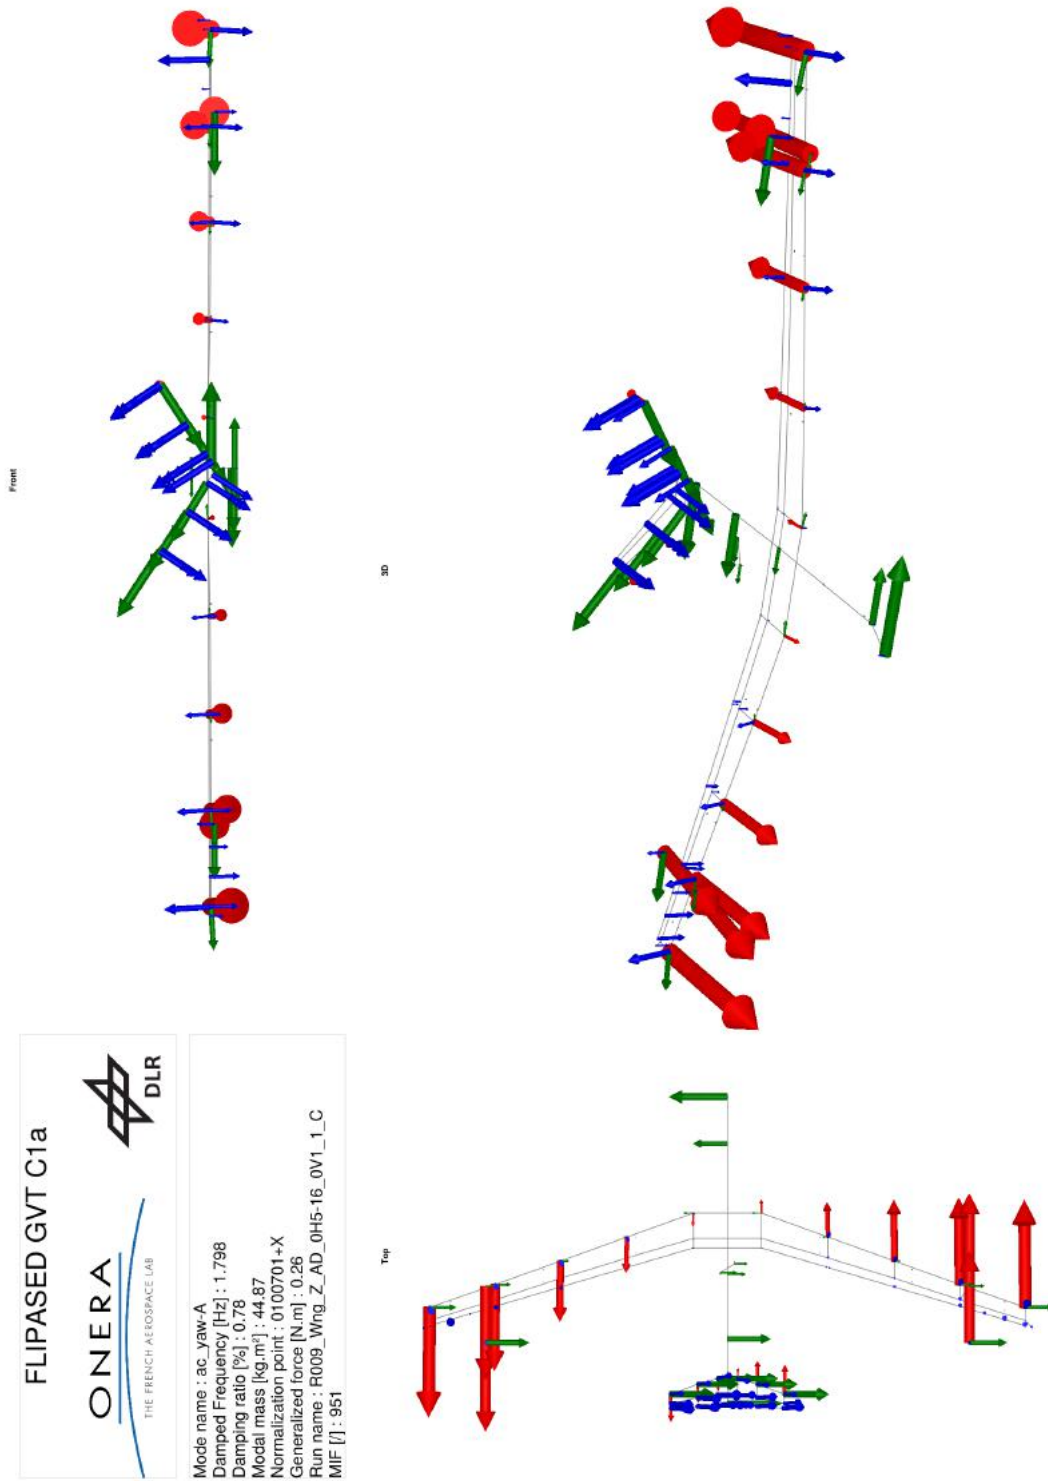 Front
3D
FLIPASED GVT C1a
ONERA
THE FRENCH AEROSPACE LAB
DLR
Mode name : ac_yaw-A
Damped Frequency [Hz] : 1.798
Damping ratio [%] : 0.78
Modal mass [kg.m²] : 44.87
Normalization point : 0100701+X
Generalized force [N.m] : 0.26
Run name : R009_Wng_Z_AD_0H5-16_0V1_1_C
MIF [/] : 951
Top